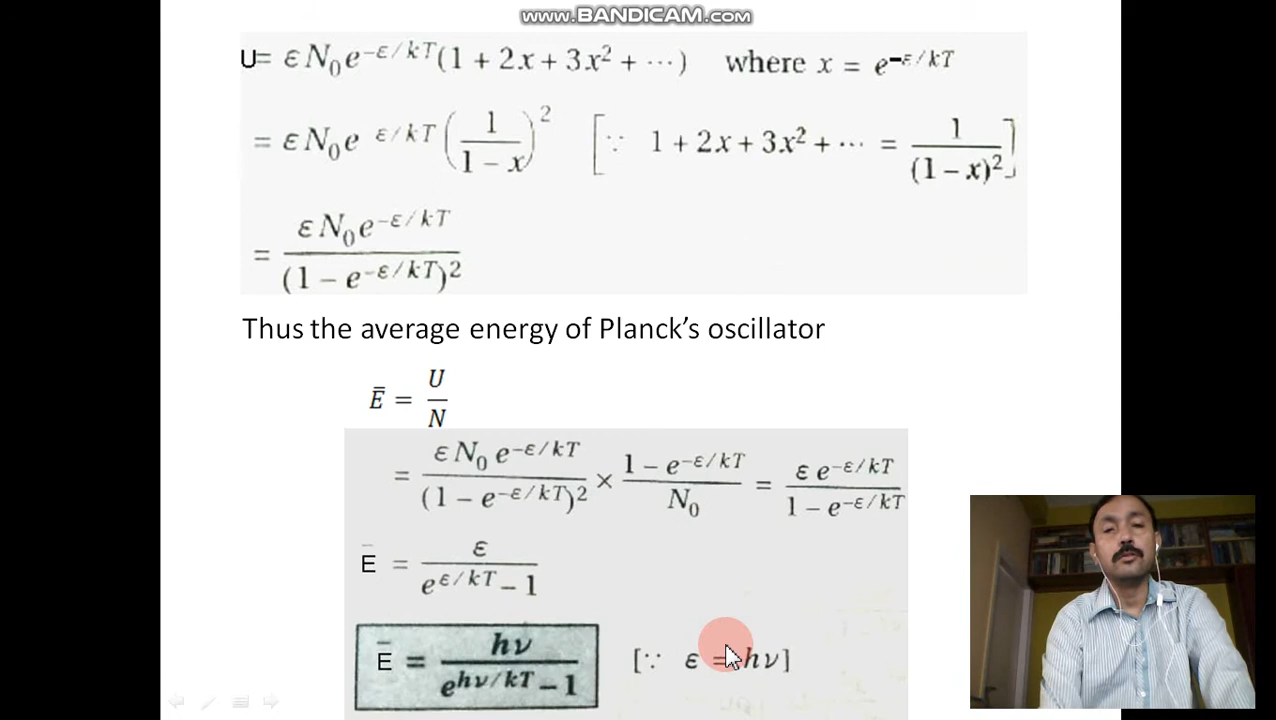 www.BANDICAM.com
U= εN₀e^{-ε/kT}(1 + 2x + 3x² + ⋯) where x = e^{-ε/kT}
= εN₀e ^{ε/kT}(1/(1 − x))² [∵ 1 + 2x + 3x² + ⋯ = 1/(1 − x)²]
= εN₀e^{-ε/kT}/(1 − e^{-ε/kT})²
Thus the average energy of Planck's oscillator
Ē = U/N
= εN₀e^{-ε/kT}/(1 − e^{-ε/kT})² × (1 − e^{-ε/kT})/N₀ = εe^{-ε/kT}/(1 − e^{-ε/kT})
Ē = ε/(e^{ε/kT} − 1)
Ē = hν/(e^{hν/kT} − 1) [∵ ε = hν]